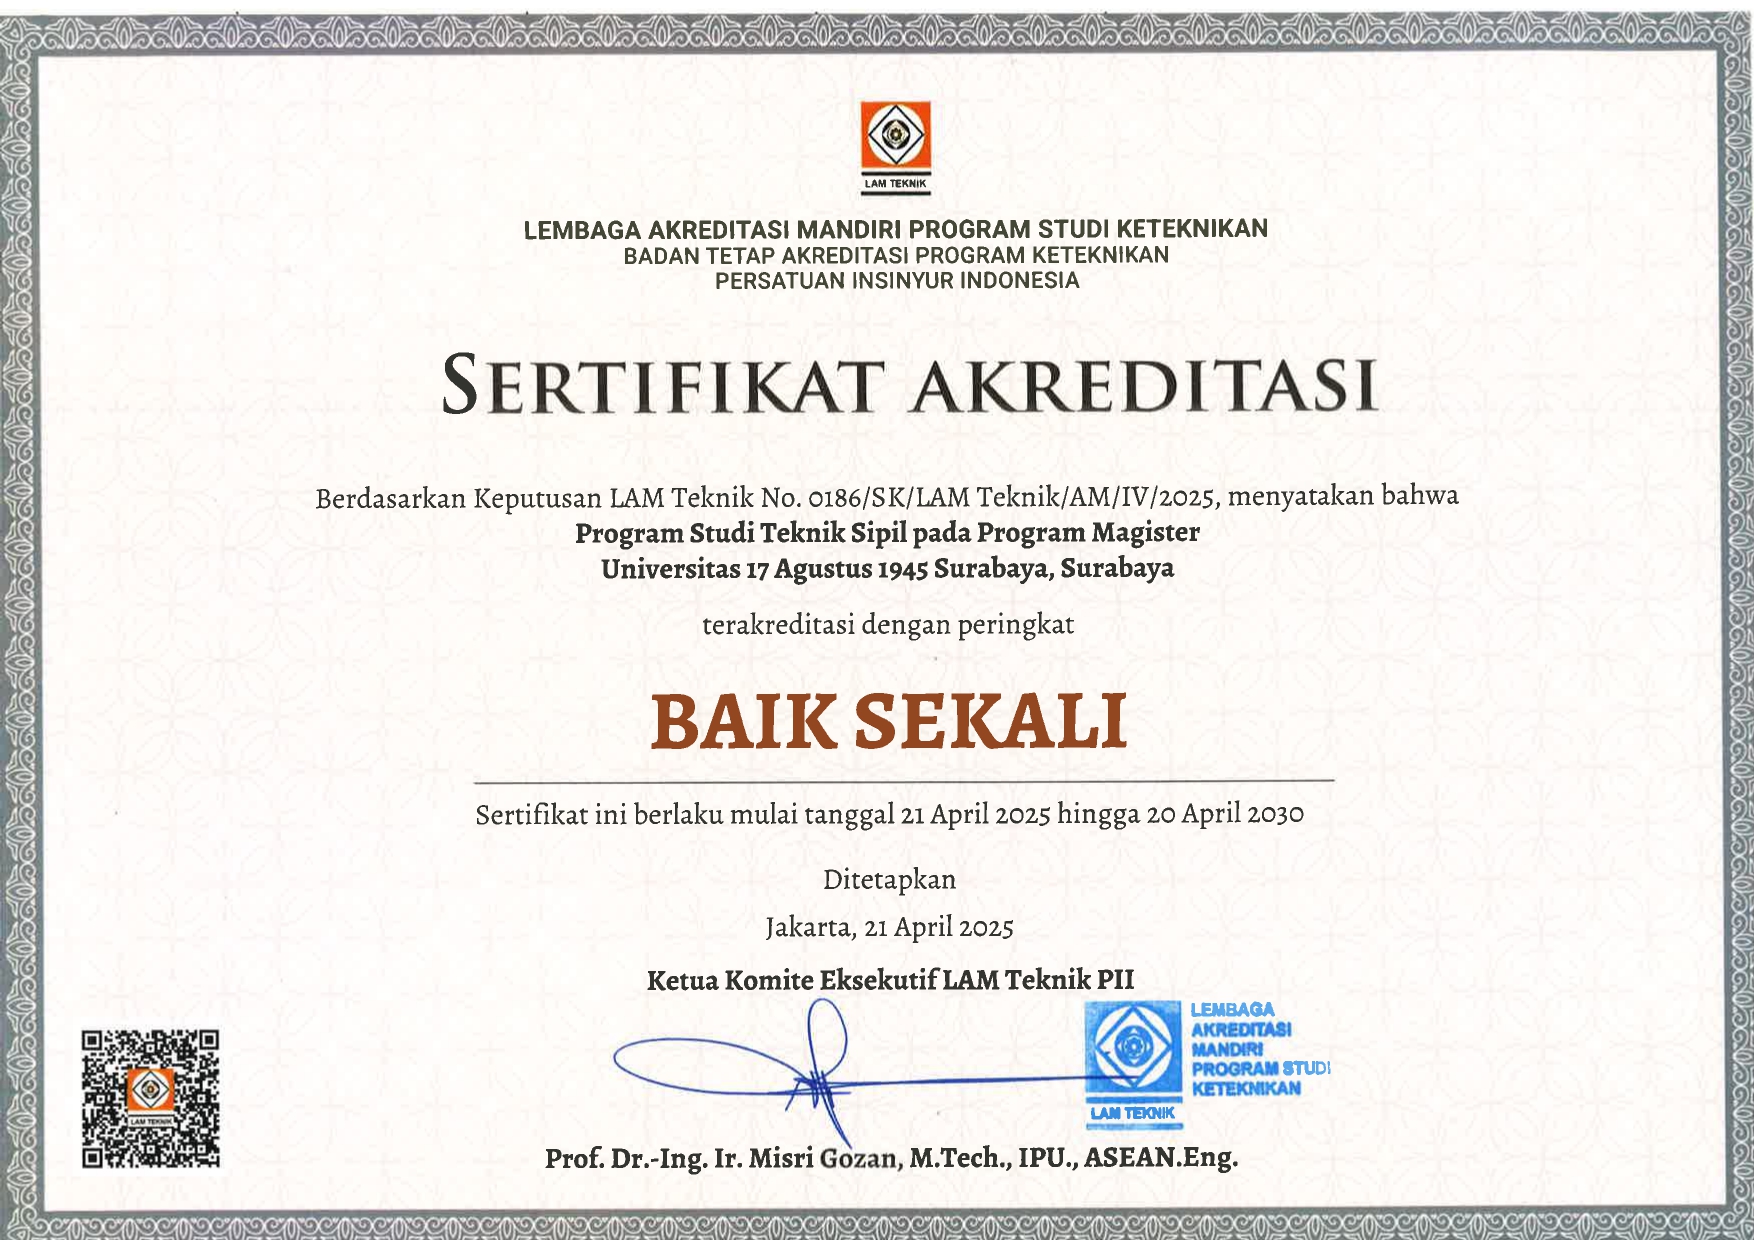 LAM TEKNIK
LEMBAGA AKREDITASI MANDIRI PROGRAM STUDI KETEKNIKAN
BADAN TETAP AKREDITASI PROGRAM KETEKNIKAN
PERSATUAN INSINYUR INDONESIA
SERTIFIKAT AKREDITASI
Berdasarkan Keputusan LAM Teknik No. 0186/SK/LAM Teknik/AM/IV/2025, menyatakan bahwa
Program Studi Teknik Sipil pada Program Magister
Universitas 17 Agustus 1945 Surabaya, Surabaya
terakreditasi dengan peringkat
BAIK SEKALI
Sertifikat ini berlaku mulai tanggal 21 April 2025 hingga 20 April 2030
Ditetapkan
Jakarta, 21 April 2025
Ketua Komite Eksekutif LAM Teknik PII
LEMBAGA
AKREDITASI
MANDIRI
PROGRAM STUDI
KETEKNIKAN
LAM TEKNIK
LAM TEKNIK
Prof. Dr.-Ing. Ir. Misri Gozan, M.Tech., IPU., ASEAN.Eng.